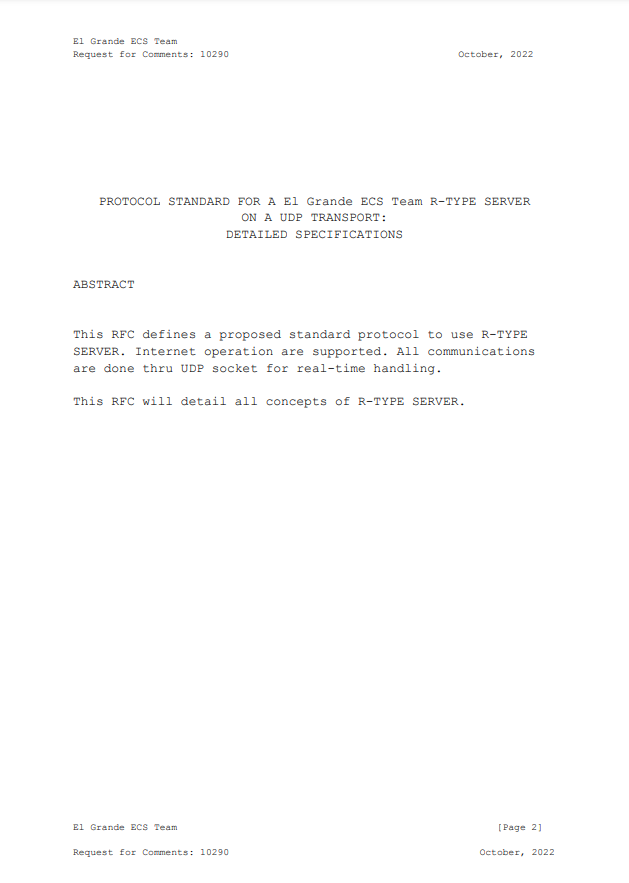 El Grande ECS Team
Request for Comments: 10290 October, 2022
PROTOCOL STANDARD FOR A El Grande ECS Team R-TYPE SERVER
ON A UDP TRANSPORT:
DETAILED SPECIFICATIONS
ABSTRACT
This RFC defines a proposed standard protocol to use R-TYPE
SERVER. Internet operation are supported. All communications
are done thru UDP socket for real-time handling.
This RFC will detail all concepts of R-TYPE SERVER.
El Grande ECS Team [Page 2]
Request for Comments: 10290 October, 2022